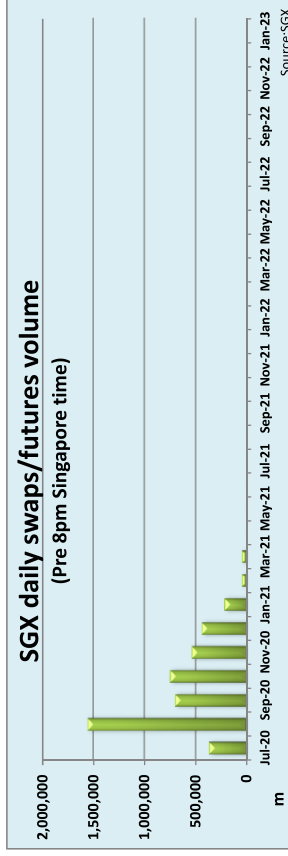 SGX daily swaps/futures volume
(Pre 8pm Singapore time)
2,000,000
1,500,000
1,000,000
500,000
0
mt
Jul-20 Sep-20 Nov-20 Jan-21 Mar-21 May-21 Jul-21 Sep-21 Nov-21 Jan-22 Mar-22 May-22 Jul-22 Sep-22 Nov-22 Jan-23
Source:SGX